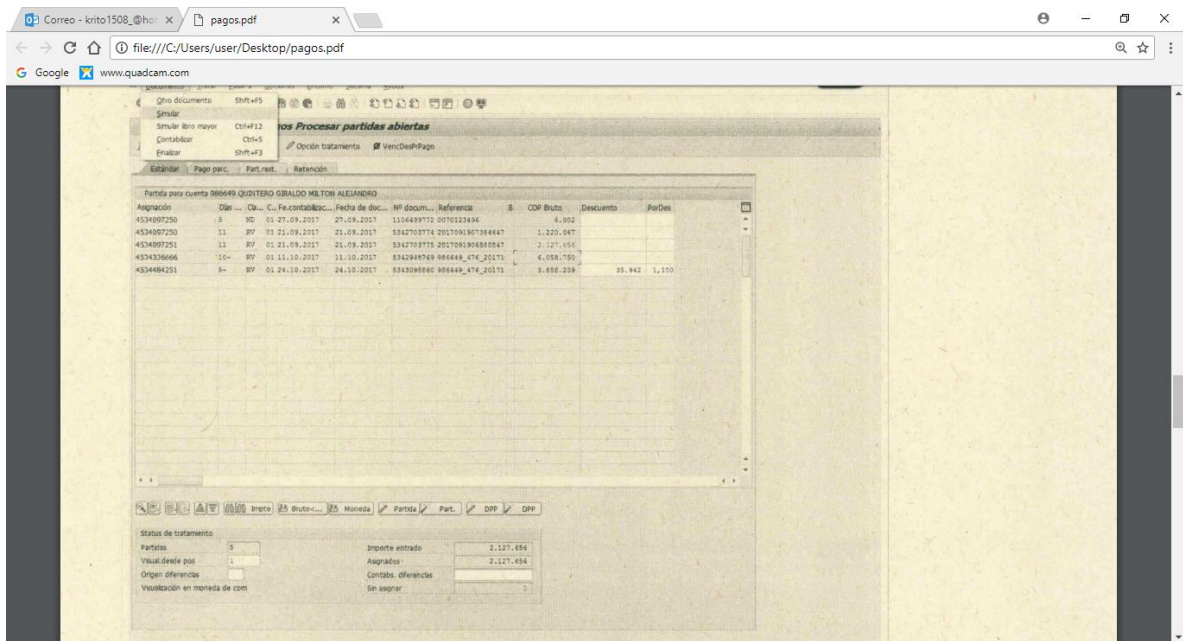 Correo - krito1508_@hot
pagos.pdf
file:///C:/Users/user/Desktop/pagos.pdf
Google www.quadcam.com
Otro documento Shift+F5
Simular
Simular libro mayor Ctrl+F12
Contabilizar Ctrl+S
Finalizar Shift+F3
Procesar partidas abiertas
Opción tratamiento VencDesPrPago
Estándar Pago parc. Part.rest. Retención
Partida para cuenta 986649 QUINTERO GIRALDO MILTON ALEJANDRO
Asignación Días ... Cla... C.. Fe.contabilizac... Fecha de doc... Nº docum... Referencia B COP Bruto Descuento PorDes
4534097250 5 ND 01 27.09.2017 27.09.2017 1106499772 0070123496 6.002
4534097250 11 RV 01 21.09.2017 21.09.2017 5342703774 2017091907384647 1.220.067
4534097251 11 RV 01 21.09.2017 21.09.2017 5342703775 2017091906580847 2.127.656
4534336666 10- RV 01 11.10.2017 11.10.2017 5342949769 986649_476_20171 6.058.750
4534484251 5- RV 01 24.10.2017 24.10.2017 5343098860 986649_476_20171 3.858.239 35.942 1,100
Impte Bruto<... Moneda Partida Part. DPP DPP
Status de tratamiento
Partidas 5 Importe entrado 2.127.656
Visual.desde pos 1 Asignados 2.127.656
Origen diferencias Contabs. diferencias
Visualización en moneda de com Sin asignar 0